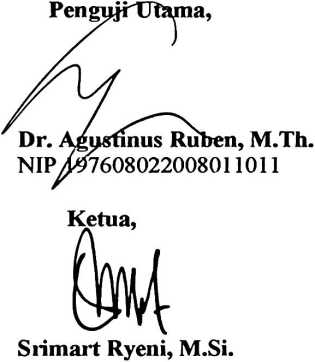 Penguji Utama,
Dr. Agustinus Ruben, M.Th.
NIP 197608022008011011
Ketua,
Srimart Ryeni, M.Si.